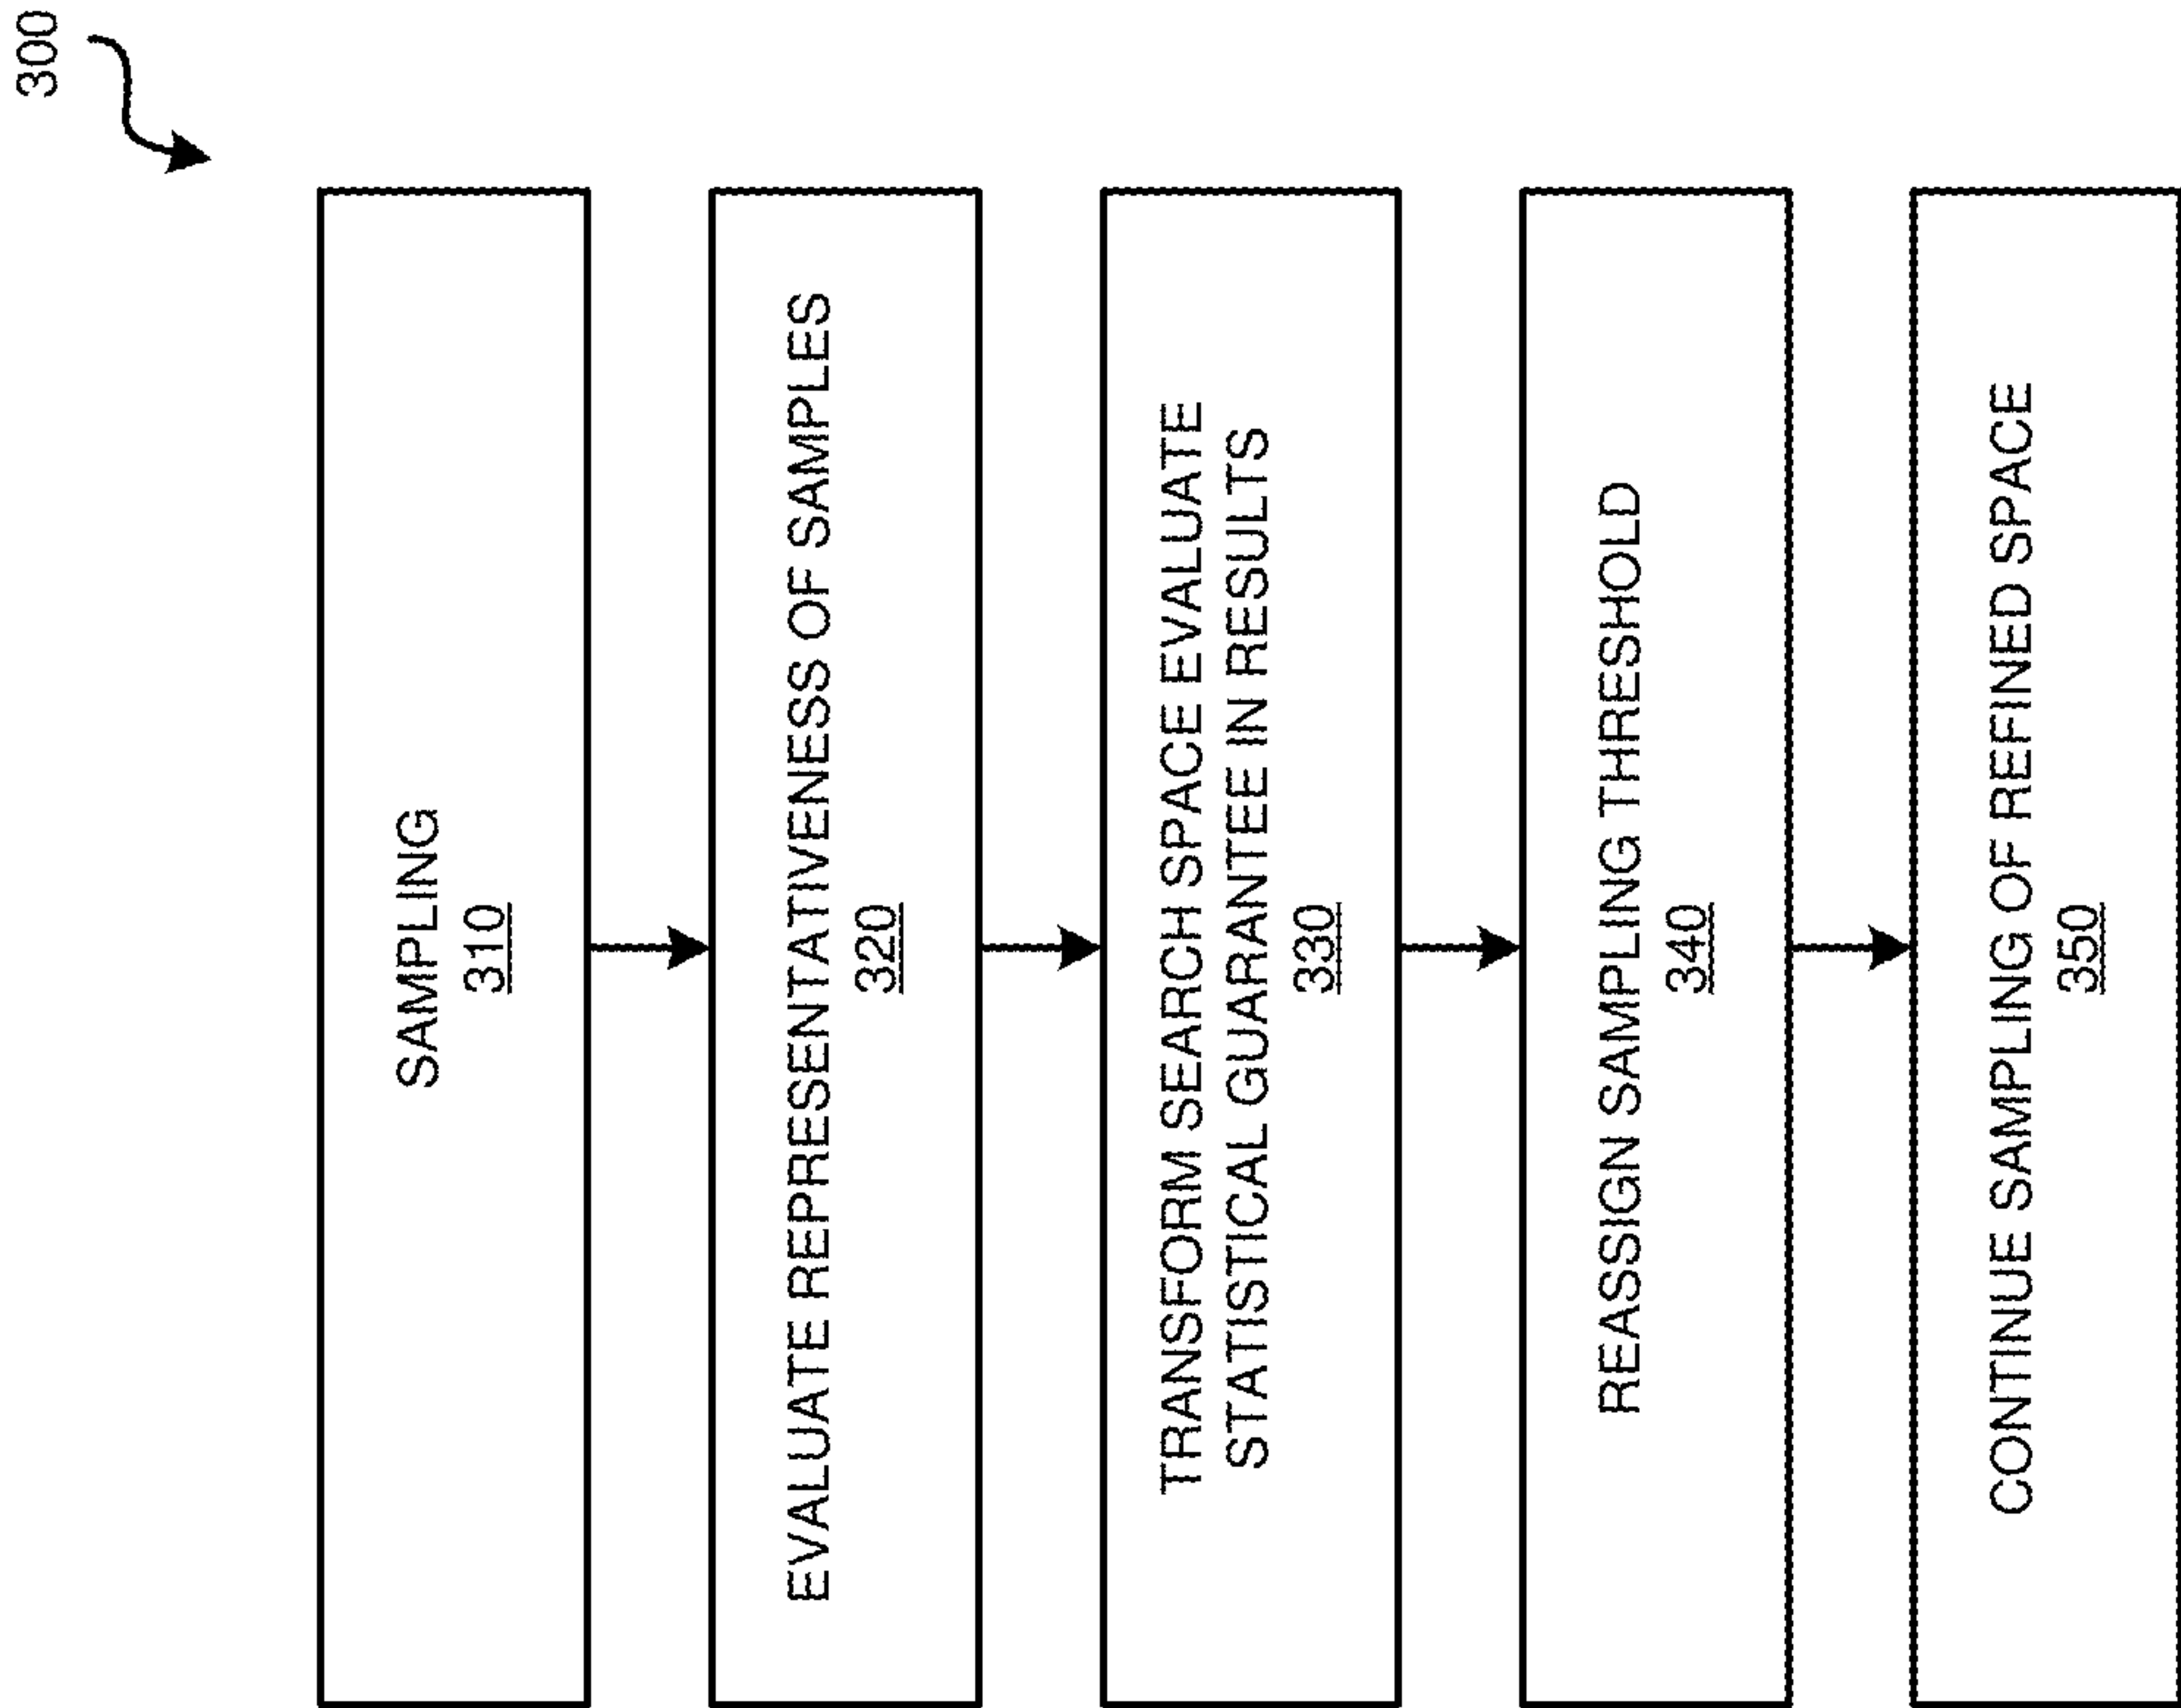 300
SAMPLING
310
EVALUATE REPRESENTATIVENESS OF SAMPLES
320
TRANSFORM SEARCH SPACE EVALUATE
STATISTICAL GUARANTEE IN RESULTS
330
REASSIGN SAMPLING THRESHOLD
340
CONTINUE SAMPLING OF REFINED SPACE
350